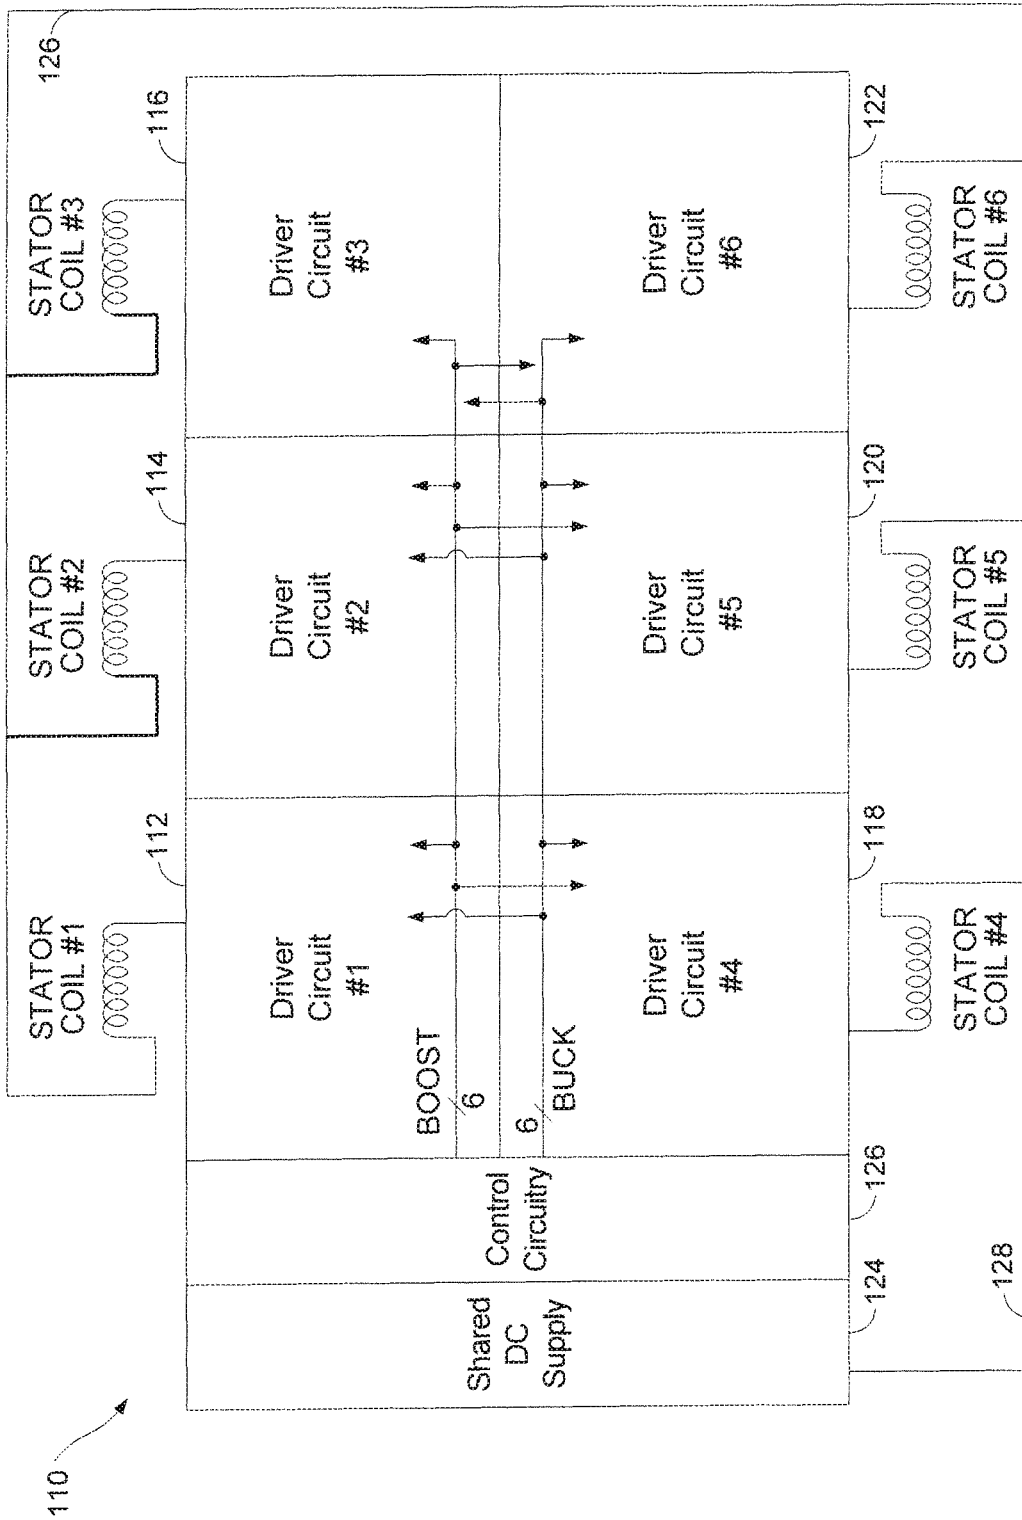 110
126
STATOR
COIL #1
STATOR
COIL #2
STATOR
COIL #3
112
114
116
Shared
DC
Supply
Control
Circuitry
Driver
Circuit
#1
Driver
Circuit
#2
Driver
Circuit
#3
BOOST
6
6
BUCK
Driver
Circuit
#4
Driver
Circuit
#5
Driver
Circuit
#6
124
126
118
120
122
STATOR
COIL #4
STATOR
COIL #5
STATOR
COIL #6
128